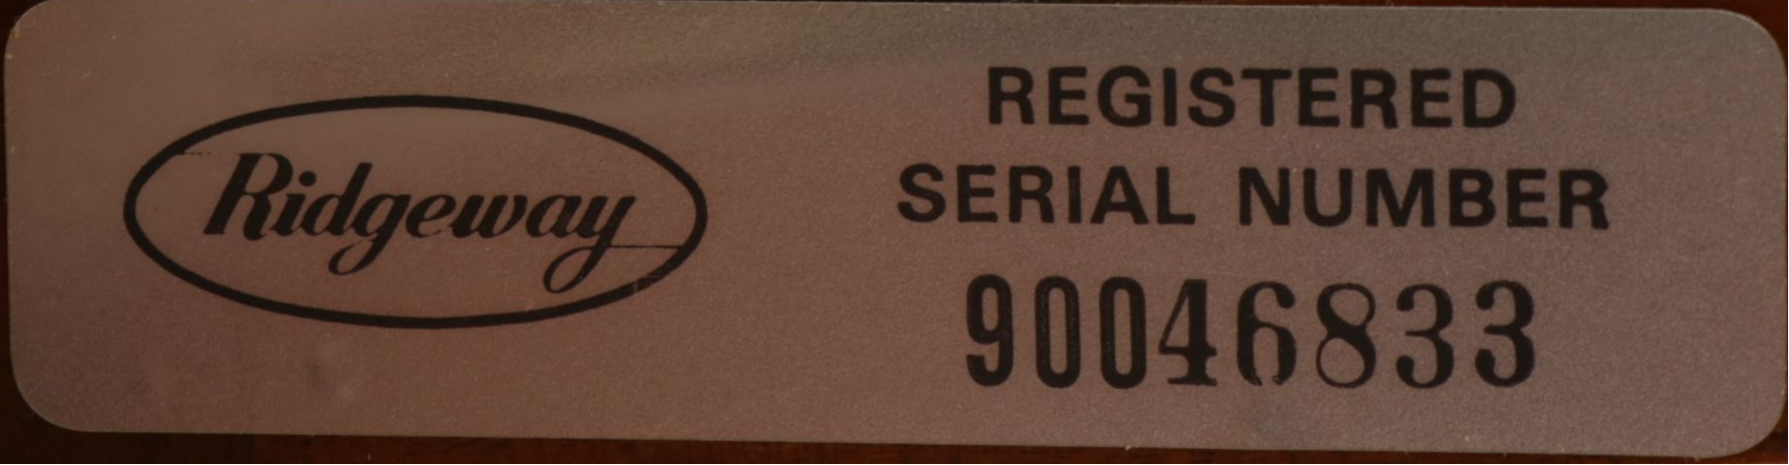 Ridgeway
REGISTERED
SERIAL NUMBER
90046833